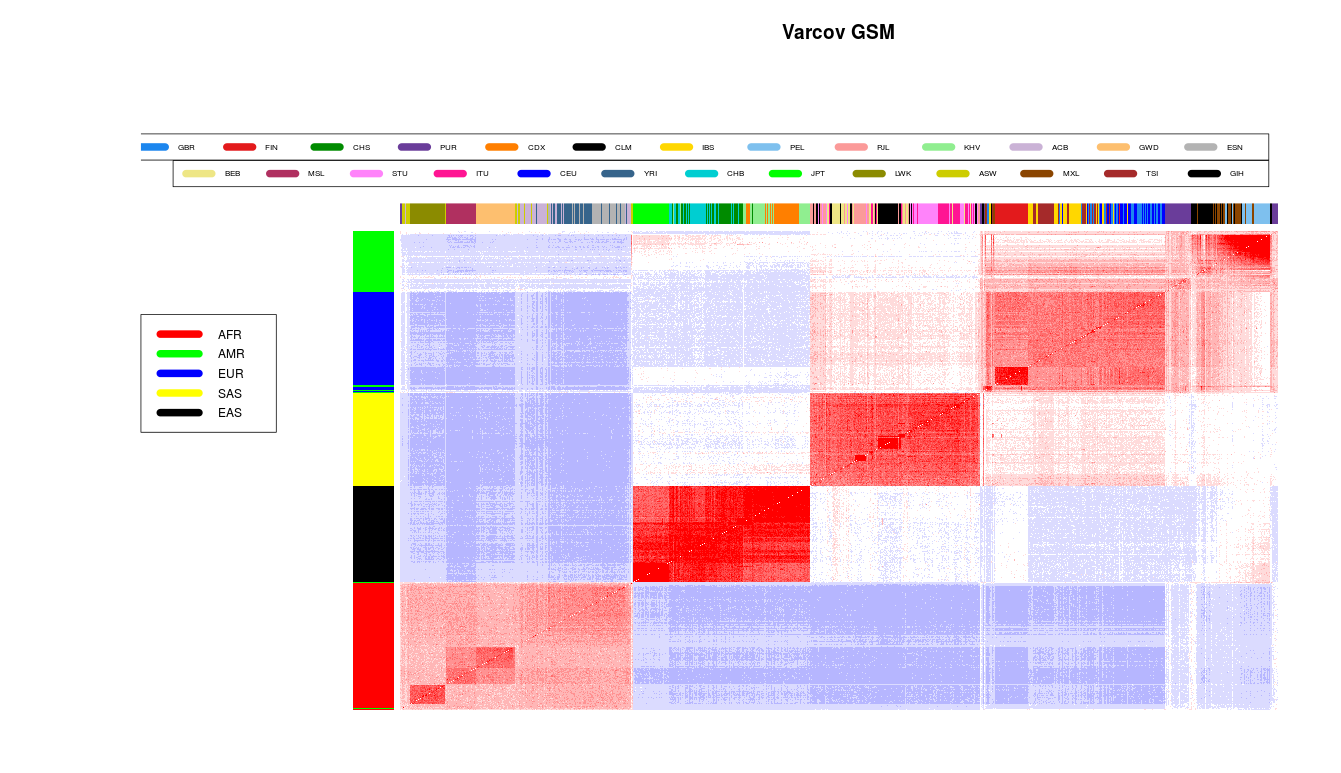 Varcov GSM
GBR FIN CHS PUR CDX CLM IBS PEL PJL KHV ACB GWD ESN
BEB MSL STU ITU CEU YRI CHB JPT LWK ASW MXL TSI GIH
AFR
AMR
EUR
SAS
EAS